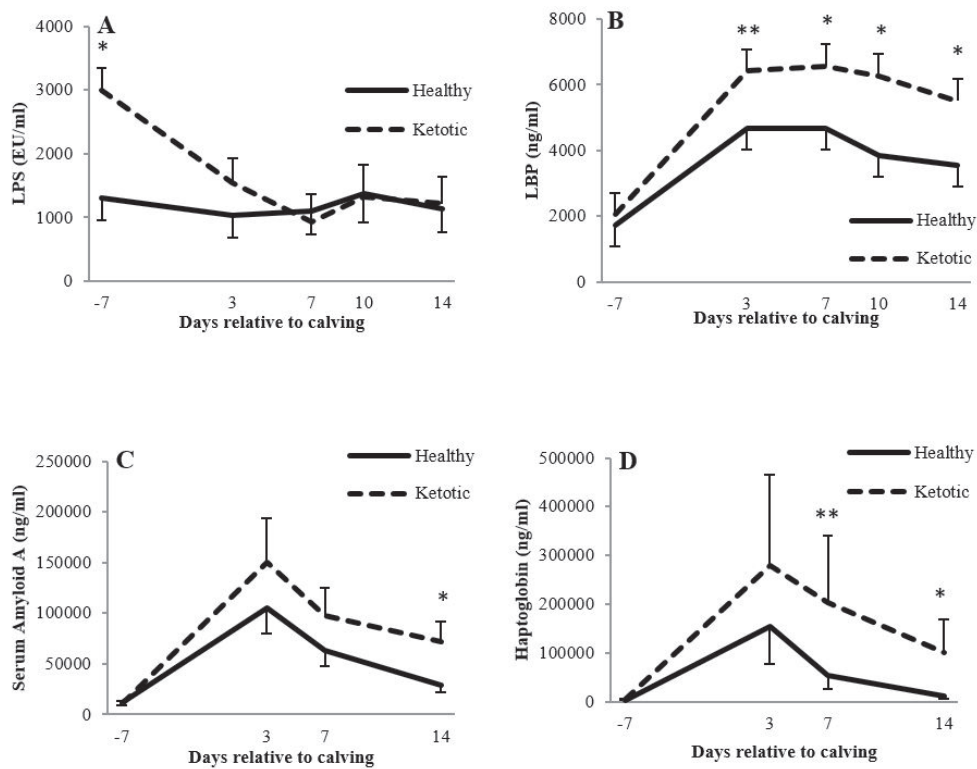 A
4000
*
3000
2000
1000
0
LPS (EU/ml)
Healthy
Ketotic
-7 3 7 10 14
Days relative to calving
B
8000
** * * *
6000
4000
2000
0
LBP (ng/ml)
Healthy
Ketotic
-7 3 7 10 14
Days relative to calving
C
250000
200000
150000
100000
50000
0
Serum Amyloid A (ng/ml)
Healthy
Ketotic
*
-7 3 7 14
Days relative to calving
D
500000
400000
300000
200000
100000
0
Haptoglobin (ng/ml)
Healthy
Ketotic
** *
-7 3 7 14
Days relative to calving